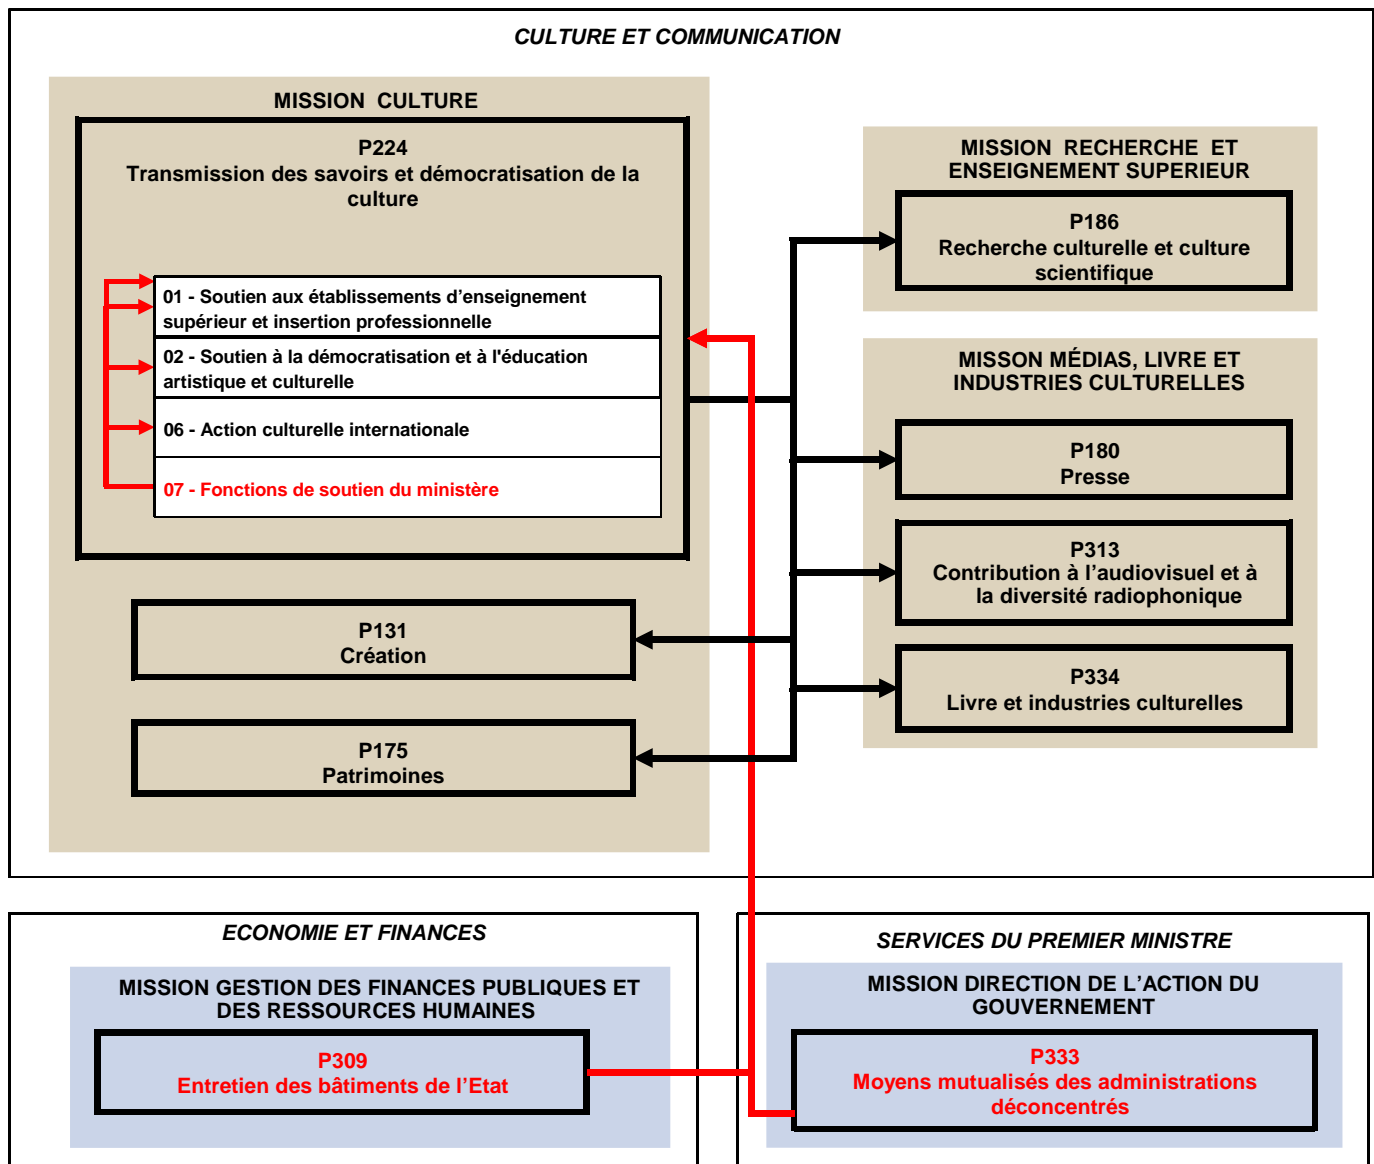 CULTURE ET COMMUNICATION
MISSION CULTURE
P224
Transmission des savoirs et démocratisation de la
culture
01 - Soutien aux établissements d’enseignement
supérieur et insertion professionnelle
02 - Soutien à la démocratisation et à l'éducation
artistique et culturelle
06 - Action culturelle internationale
07 - Fonctions de soutien du ministère
P131
Création
P175
Patrimoines
MISSION RECHERCHE ET
ENSEIGNEMENT SUPERIEUR
P186
Recherche culturelle et culture
scientifique
MISSON MÉDIAS, LIVRE ET
INDUSTRIES CULTURELLES
P180
Presse
P313
Contribution à l’audiovisuel et à
la diversité radiophonique
P334
Livre et industries culturelles
ECONOMIE ET FINANCES
MISSION GESTION DES FINANCES PUBLIQUES ET
DES RESSOURCES HUMAINES
P309
Entretien des bâtiments de l’Etat
SERVICES DU PREMIER MINISTRE
MISSION DIRECTION DE L’ACTION DU
GOUVERNEMENT
P333
Moyens mutualisés des administrations
déconcentrés